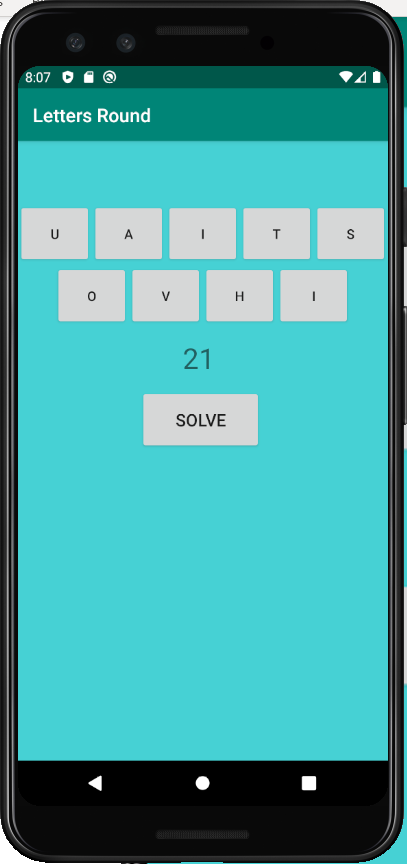 8:07
Letters Round
U A I T S
O V H I
21
SOLVE